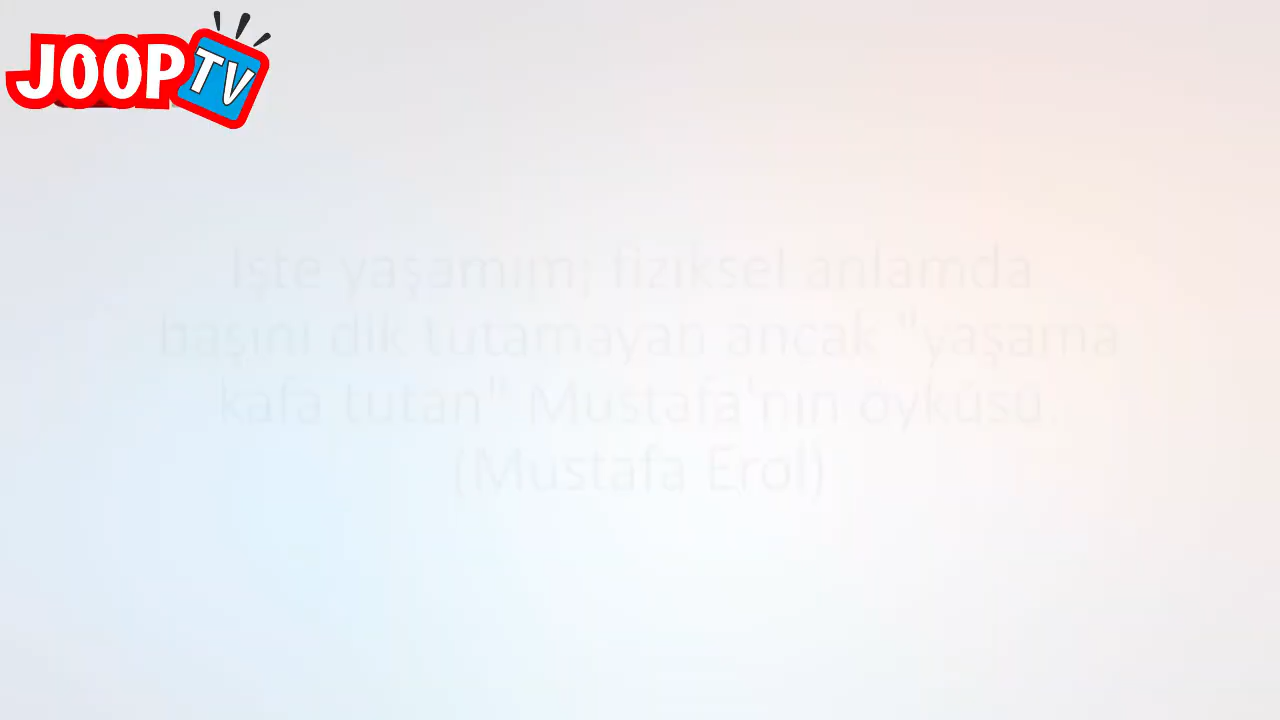 JOOP TV
İşte yaşamım; fiziksel anlamda
başını dik tutamayan ancak "yaşama
kafa tutan" Mustafa'nın öyküsü.
(Mustafa Erol)